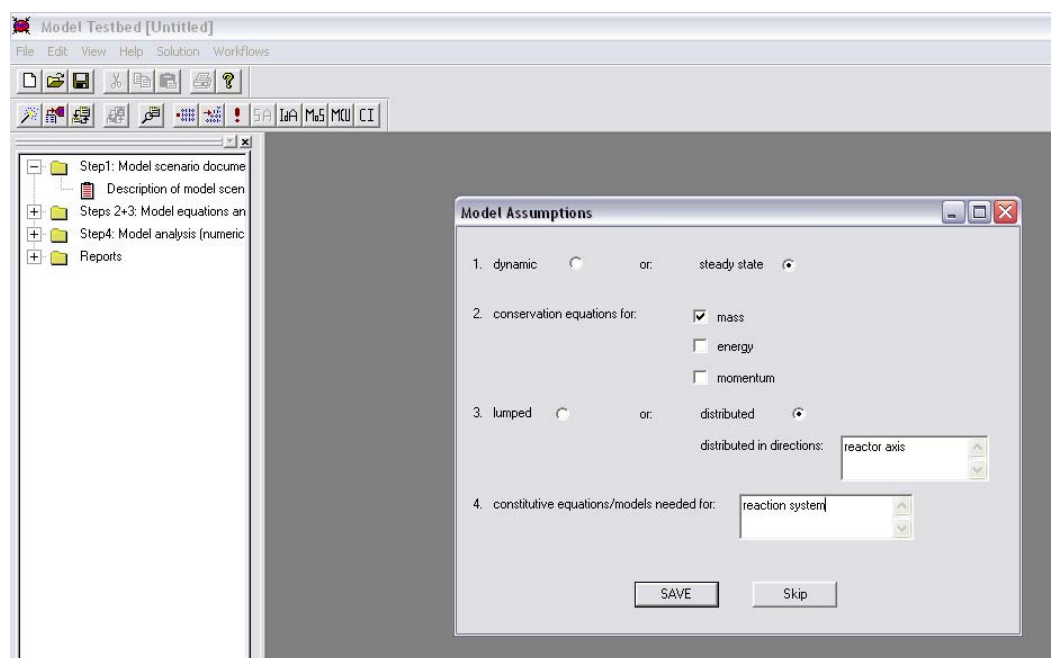 Model Testbed [Untitled]
File Edit View Help Solution Workflows
SA IdA MoS MCU CI
Step1: Model scenario docume
Description of model scen
Steps 2+3: Model equations an
Step4: Model analysis (numeric
Reports
Model Assumptions
1. dynamic or: steady state
2. conservation equations for: mass
energy
momentum
3. lumped or: distributed
distributed in directions: reactor axis
4. constitutive equations/models needed for: reaction system
SAVE Skip